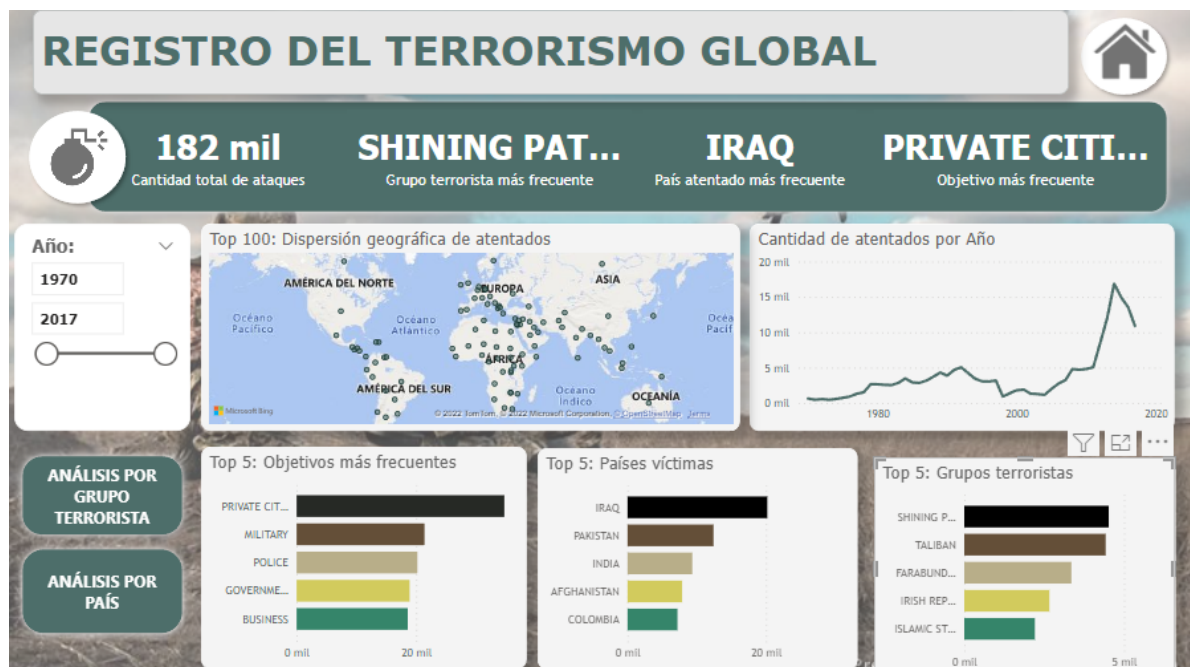 REGISTRO DEL TERRORISMO GLOBAL
182 mil
Cantidad total de ataques
SHINING PAT...
Grupo terrorista más frecuente
IRAQ
País atentado más frecuente
PRIVATE CITI...
Objetivo más frecuente
Año:
1970
2017
Top 100: Dispersión geográfica de atentados
AMÉRICA DEL NORTE
EUROPA
ASIA
Océano
Pacífico
Océano
Atlántico
Océa
Pacíf
ÁFRICA
AMÉRICA DEL SUR
Océano
Índico
OCEANÍA
Microsoft Bing
© 2022 TomTom, © 2022 Microsoft Corporation, © OpenStreetMap Terms
Cantidad de atentados por Año
20 mil
15 mil
10 mil
5 mil
0 mil
1980
2000
2020
ANÁLISIS POR
GRUPO
TERRORISTA
ANÁLISIS POR
PAÍS
Top 5: Objetivos más frecuentes
PRIVATE CIT...
MILITARY
POLICE
GOVERNME...
BUSINESS
0 mil
20 mil
Top 5: Países víctimas
IRAQ
PAKISTAN
INDIA
AFGHANISTAN
COLOMBIA
0 mil
20 mil
Top 5: Grupos terroristas
SHINING P...
TALIBAN
FARABUND...
IRISH REP...
ISLAMIC ST...
0 mil
5 mil